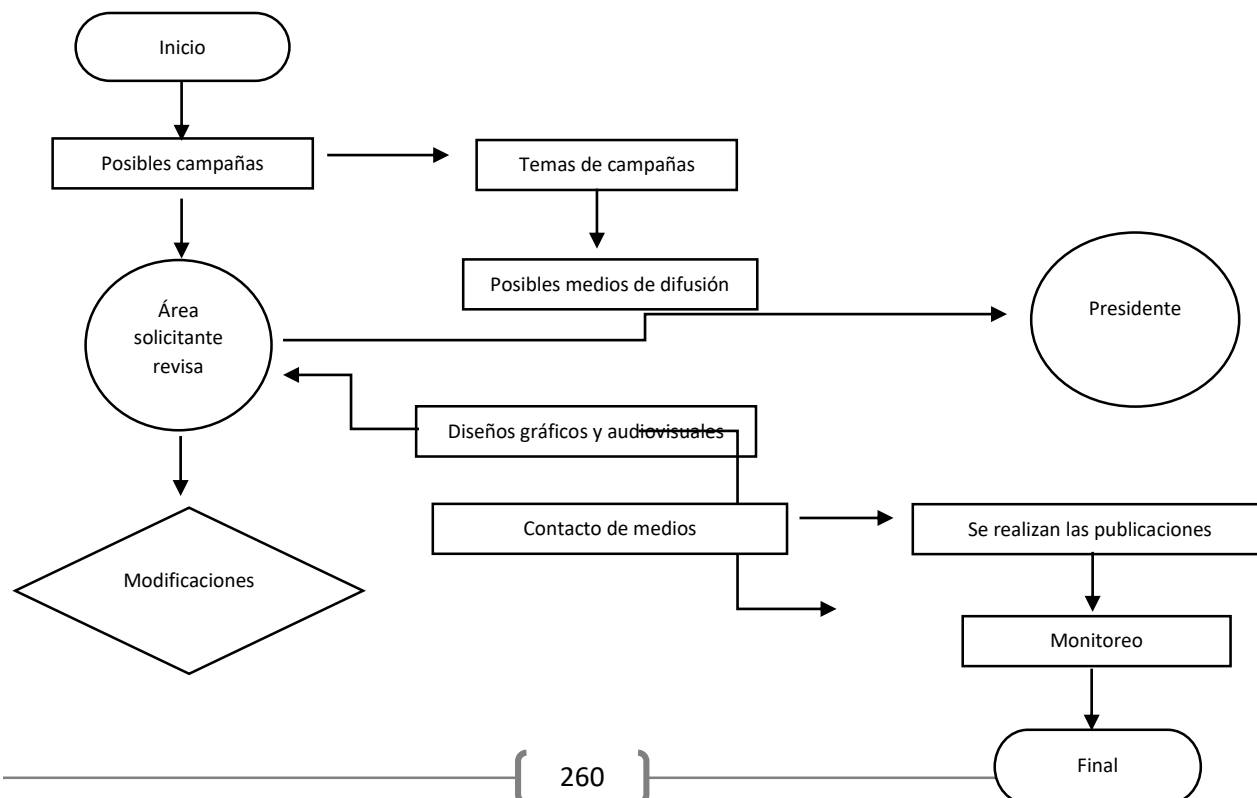 Inicio
Posibles campañas
Temas de campañas
Posibles medios de difusión
Área
solicitante
revisa
Presidente
Diseños gráficos y audiovisuales
Contacto de medios
Se realizan las publicaciones
Modificaciones
Monitoreo
Final
260